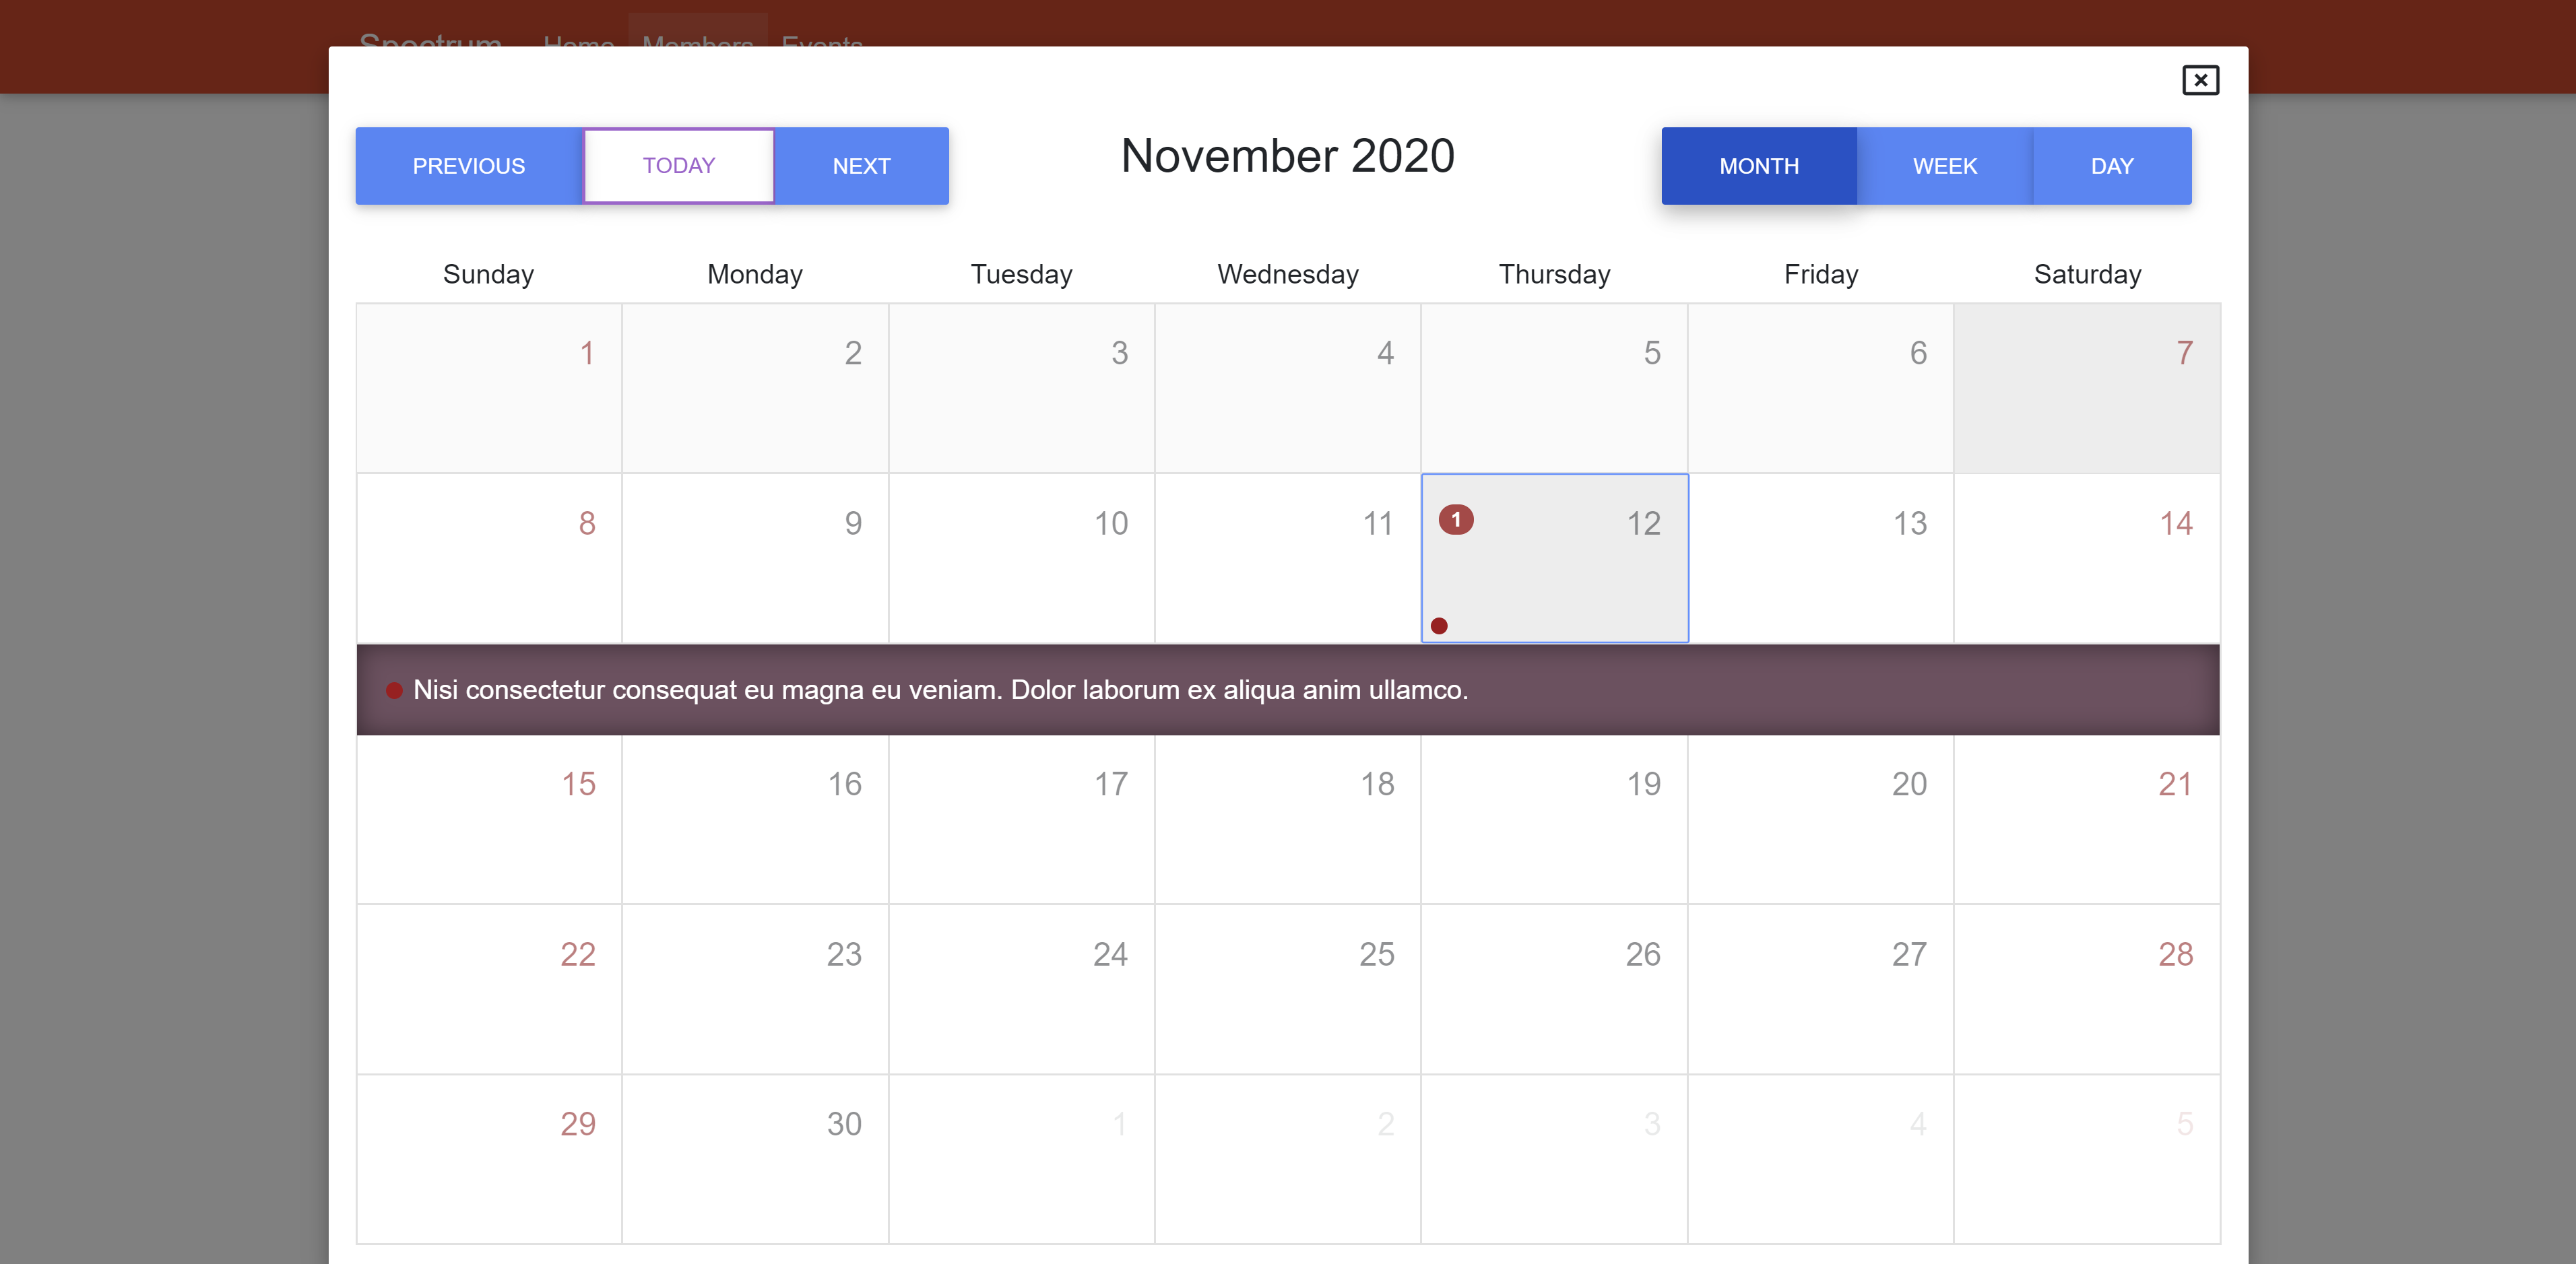 Spectrum Home Members Events
PREVIOUS TODAY NEXT
November 2020
MONTH WEEK DAY
Sunday Monday Tuesday Wednesday Thursday Friday Saturday
1 2 3 4 5 6 7
8 9 10 11 1 12 13 14
Nisi consectetur consequat eu magna eu veniam. Dolor laborum ex aliqua anim ullamco.
15 16 17 18 19 20 21
22 23 24 25 26 27 28
29 30 1 2 3 4 5